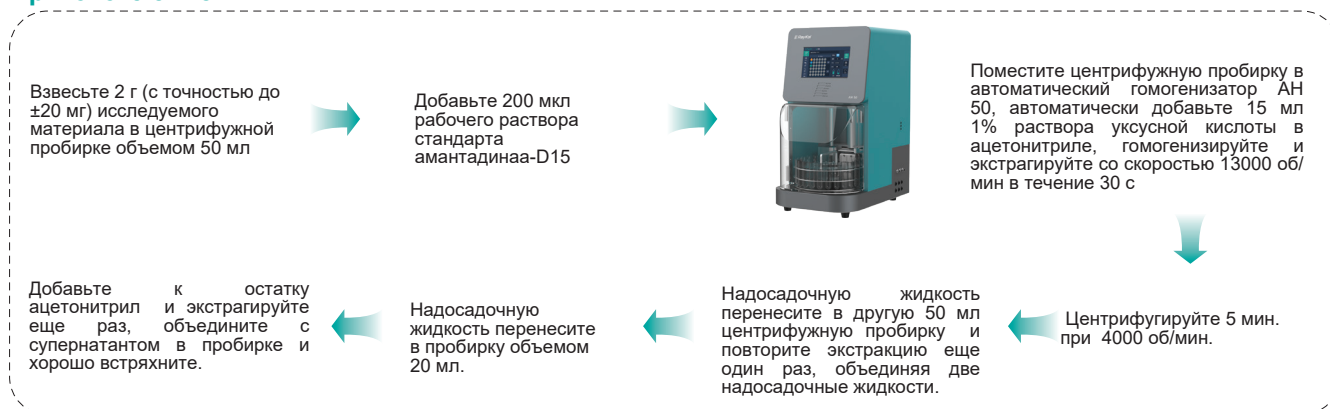 Взвесьте 2 г (с точностью до
±20 мг) исследуемого
материала в центрифужной
пробирке объемом 50 мл
Добавьте 200 мкл
рабочего раствора
стандарта
амантадинаа-D15
Поместите центрифужную пробирку в
автоматический гомогенизатор АН
50, автоматически добавьте 15 мл
1% раствора уксусной кислоты в
ацетонитриле, гомогенизируйте и
экстрагируйте со скоростью 13000 об/
мин в течение 30 с
Центрифугируйте 5 мин.
при 4000 об/мин.
Надосадочную жидкость
перенесите в другую 50 мл
центрифужную пробирку и
повторите экстракцию еще
один раз, объединяя две
надосадочные жидкости.
Надосадочную
жидкость перенесите
в пробирку объемом
20 мл.
Добавьте к остатку
ацетонитрил и экстрагируйте
еще раз, объедините с
супернатантом в пробирке и
хорошо встряхните.